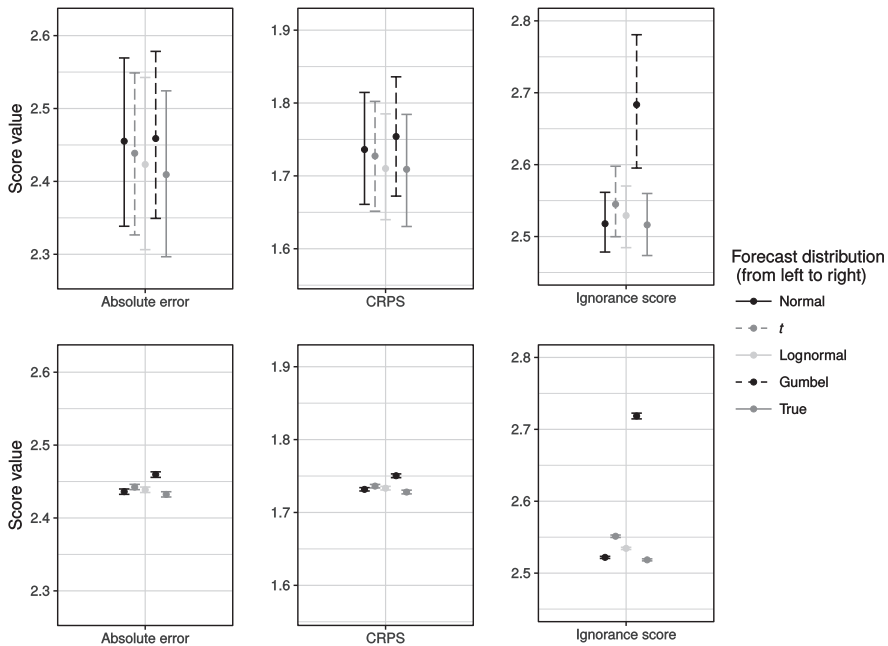 Score value
2.6
2.5
2.4
2.3
Absolute error
1.9
1.8
1.7
1.6
CRPS
2.8
2.7
2.6
2.5
Ignorance score
Forecast distribution
(from left to right)
Normal
t
Lognormal
Gumbel
True
Score value
2.6
2.5
2.4
2.3
Absolute error
1.9
1.8
1.7
1.6
CRPS
2.8
2.7
2.6
2.5
Ignorance score